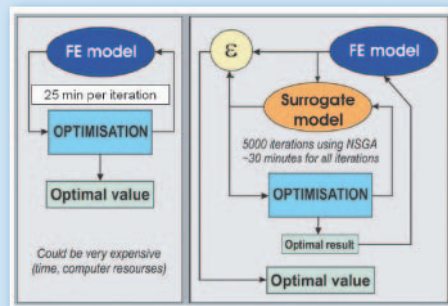 FE model
25 min per iteration
OPTIMISATION
Optimal value
Could be very expensive
(time, computer resourses)
ε
FE model
Surrogate
model
5000 iterations using NSGA
~30 minutes for all iterations
OPTIMISATION
Optimal result
Optimal value